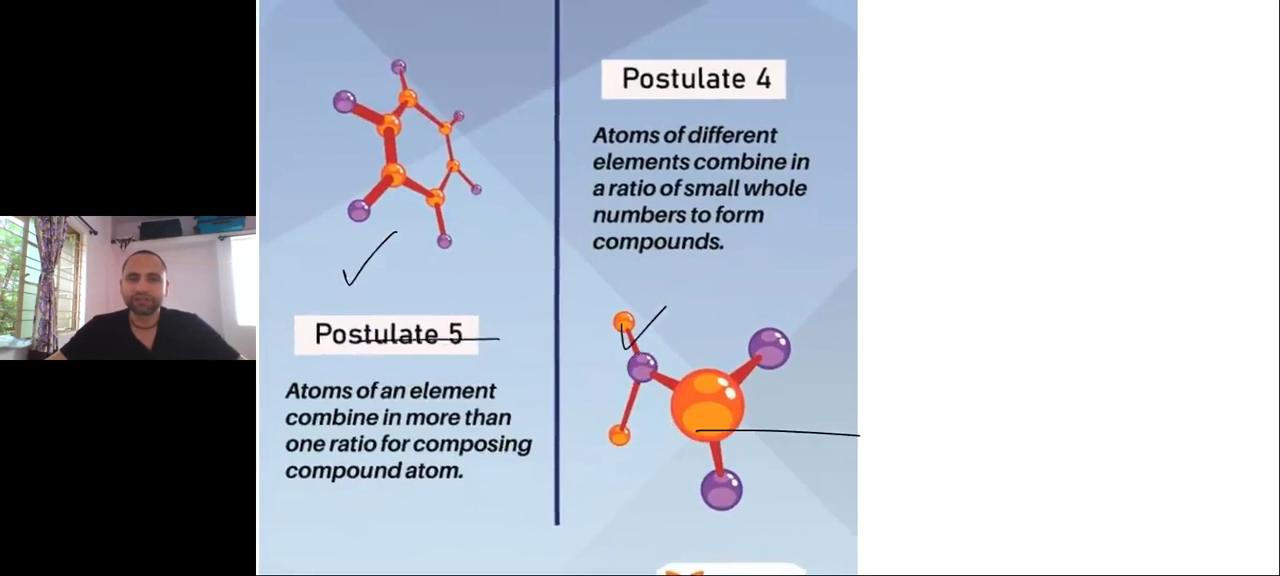 Postulate 4
Atoms of different
elements combine in
a ratio of small whole
numbers to form
compounds.
Postulate 5
Atoms of an element
combine in more than
one ratio for composing
compound atom.